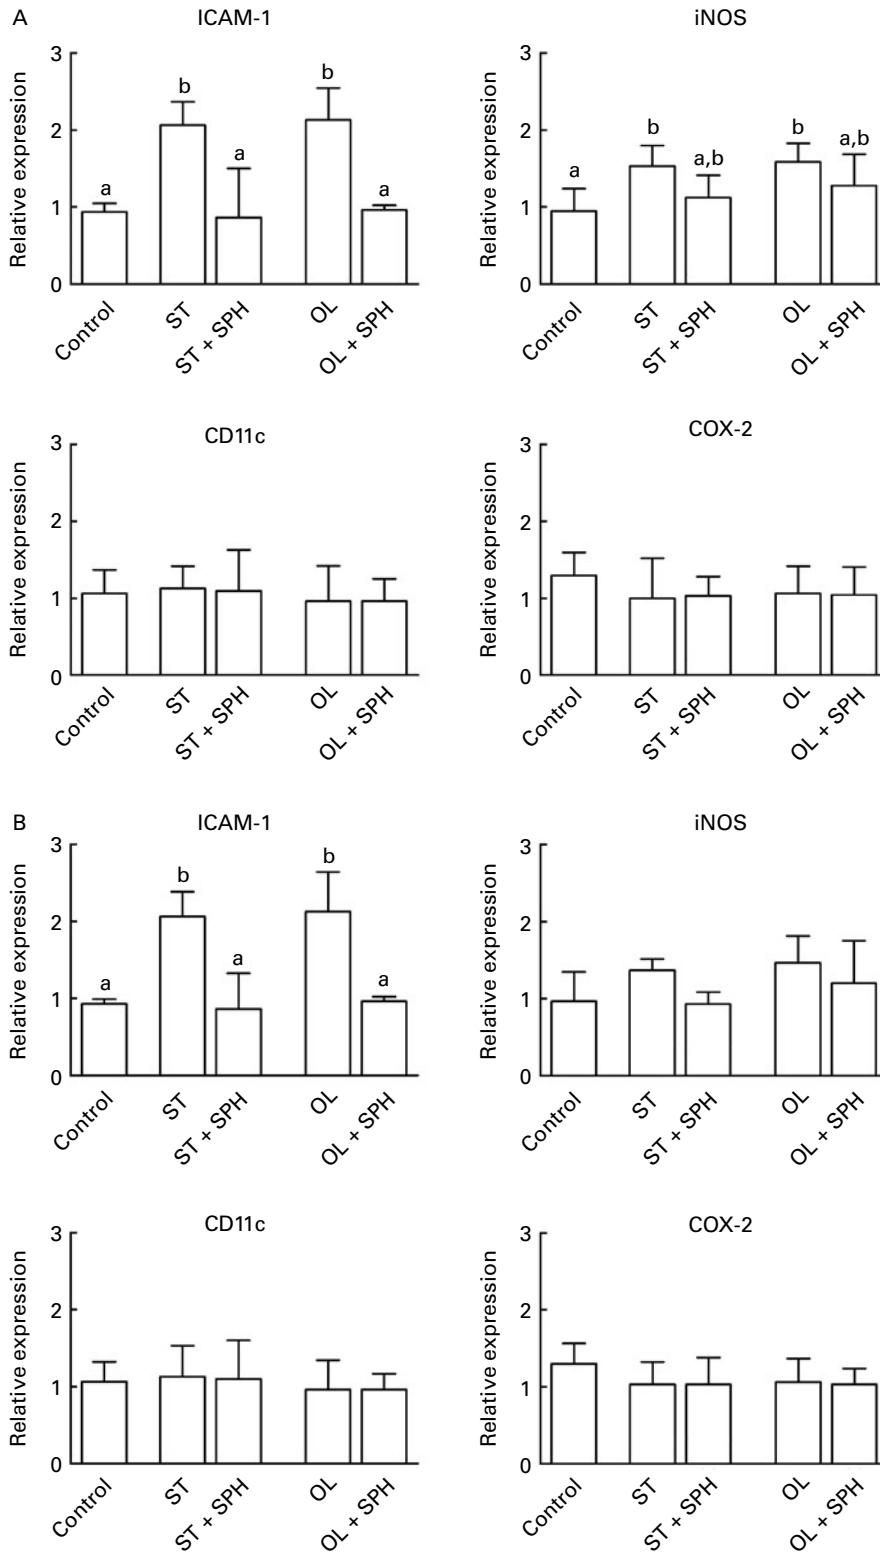 A
ICAM-1
iNOS
Relative expression
3
2
1
0
a
b
a
b
a
Control
ST
ST + SPH
OL
OL + SPH
Relative expression
3
2
1
0
a
b
a,b
b
a,b
Control
ST
ST + SPH
OL
OL + SPH
CD11c
COX-2
Relative expression
3
2
1
0
Control
ST
ST + SPH
OL
OL + SPH
Relative expression
3
2
1
0
Control
ST
ST + SPH
OL
OL + SPH
B
ICAM-1
iNOS
Relative expression
3
2
1
0
a
b
a
b
a
Control
ST
ST + SPH
OL
OL + SPH
Relative expression
3
2
1
0
Control
ST
ST + SPH
OL
OL + SPH
CD11c
COX-2
Relative expression
3
2
1
0
Control
ST
ST + SPH
OL
OL + SPH
Relative expression
3
2
1
0
Control
ST
ST + SPH
OL
OL + SPH